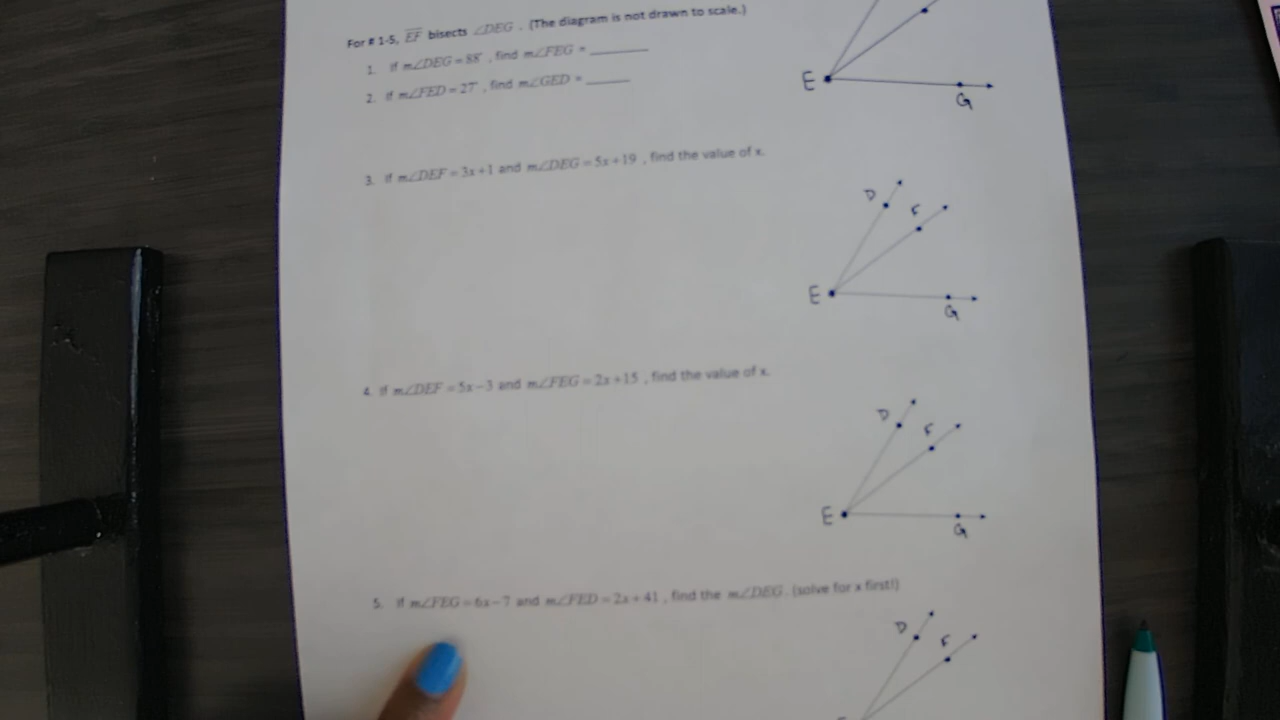 For # 1-5, EF bisects ∠DEG . (The diagram is not drawn to scale.)
1. If m∠DEG = 88° , find m∠FEG = ________
2. If m∠FED = 27° , find m∠GED = ______
E
G
3. If m∠DEF = 3x+1 and m∠DEG = 5x+19 , find the value of x.
D F
E
G
4. If m∠DEF = 5x−3 and m∠FEG = 2x+15 , find the value of x.
D F
E
G
5. If m∠FEG = 6x−7 and m∠FED = 2x+41 , find the m∠DEG . (solve for x first!)
D F